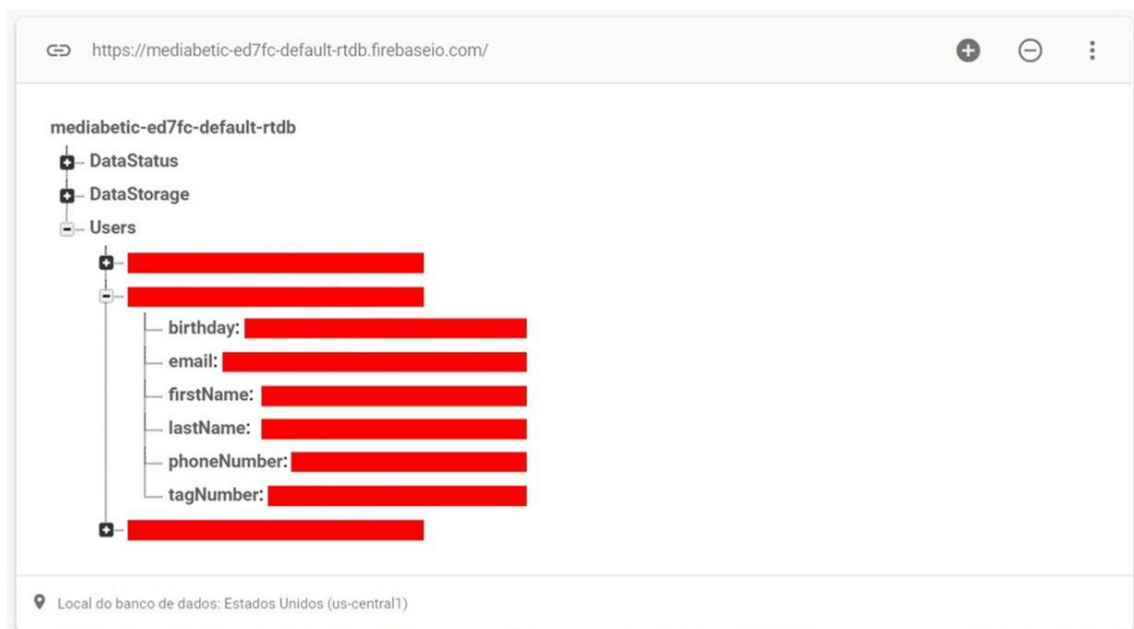 https://mediabetic-ed7fc-default-rtdb.firebaseio.com/
mediabetic-ed7fc-default-rtdb
DataStatus
DataStorage
Users
birthday:
email:
firstName:
lastName:
phoneNumber:
tagNumber:
Local do banco de dados: Estados Unidos (us-central1)